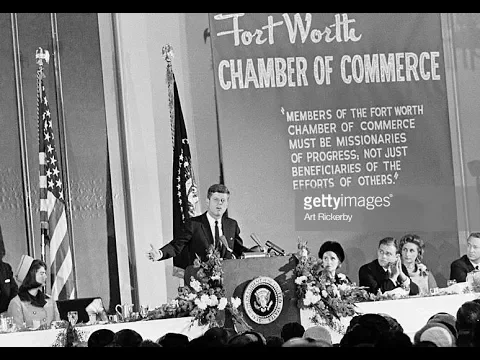 Fort Worth
CHAMBER OF COMMERCE
"MEMBERS OF THE FORT WORTH
CHAMBER OF COMMERCE
MUST BE MISSIONARIES
OF PROGRESS; NOT JUST
BENEFICIARIES OF THE
EFFORTS OF OTHERS."
gettyimages®
Art Rickerby